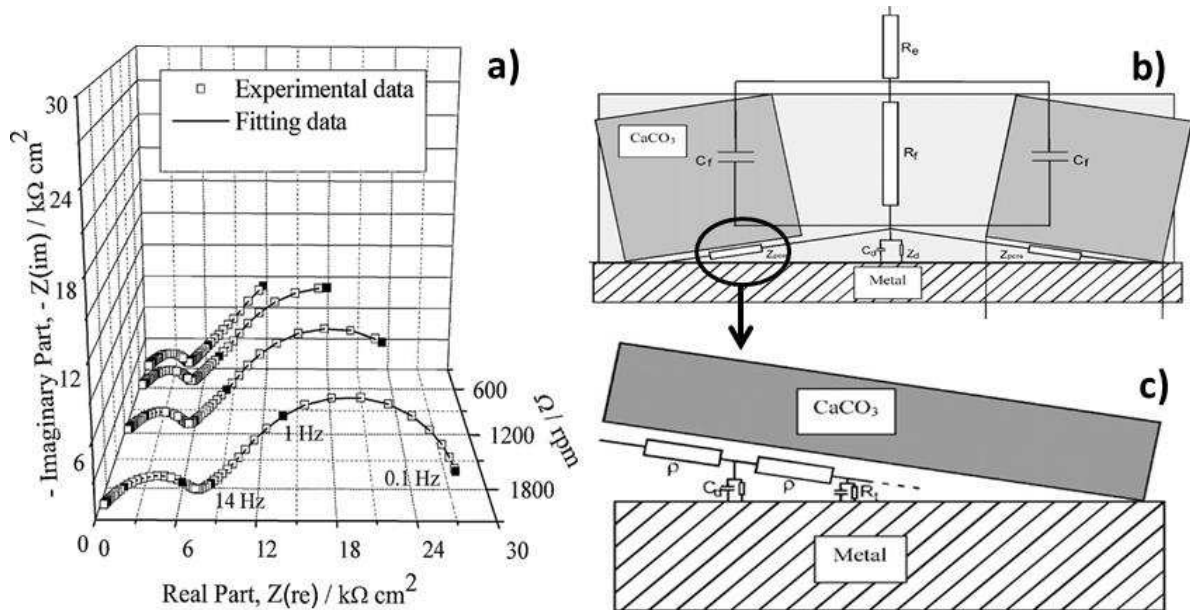 a)
Experimental data
Fitting data
- Imaginary Part, - Z(im) / kΩ cm²
30
24
18
12
6
0
0
6
12
18
24
30
Real Part, Z(re) / kΩ cm²
600
1200
1800
Ω / rpm
14 Hz
1 Hz
0.1 Hz
b)
Re
CaCO₃
Cf
Rf
Cf
Zpore
Cd
Zd
Zpore
Metal
c)
CaCO₃
ρ
ρ
Cd
Rt
Metal